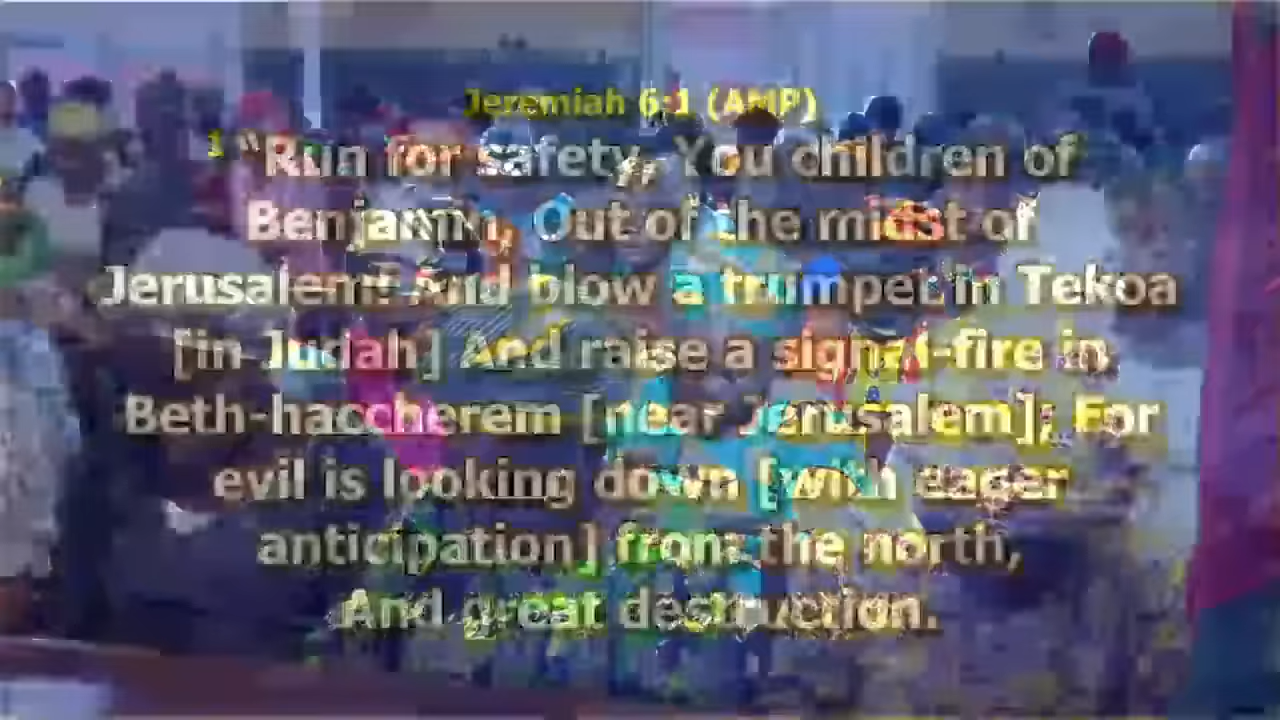 Jeremiah 6:1 (AMP)
1 “Run for safety, You children of
Benjamin, Out of the midst of
Jerusalem! And blow a trumpet in Tekoa
[in Judah] And raise a signal-fire in
Beth-haccherem [near Jerusalem]; For
evil is looking down [with eager
anticipation] from the north,
And great destruction.